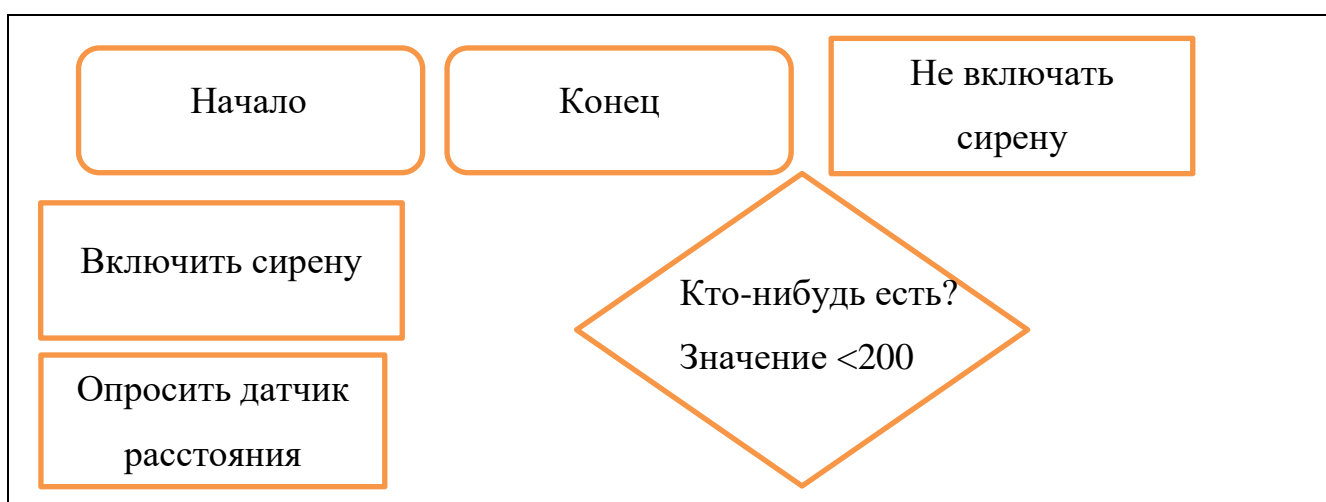 Начало
Конец
Не включать
сирену
Включить сирену
Кто-нибудь есть?
Значение <200
Опросить датчик
расстояния